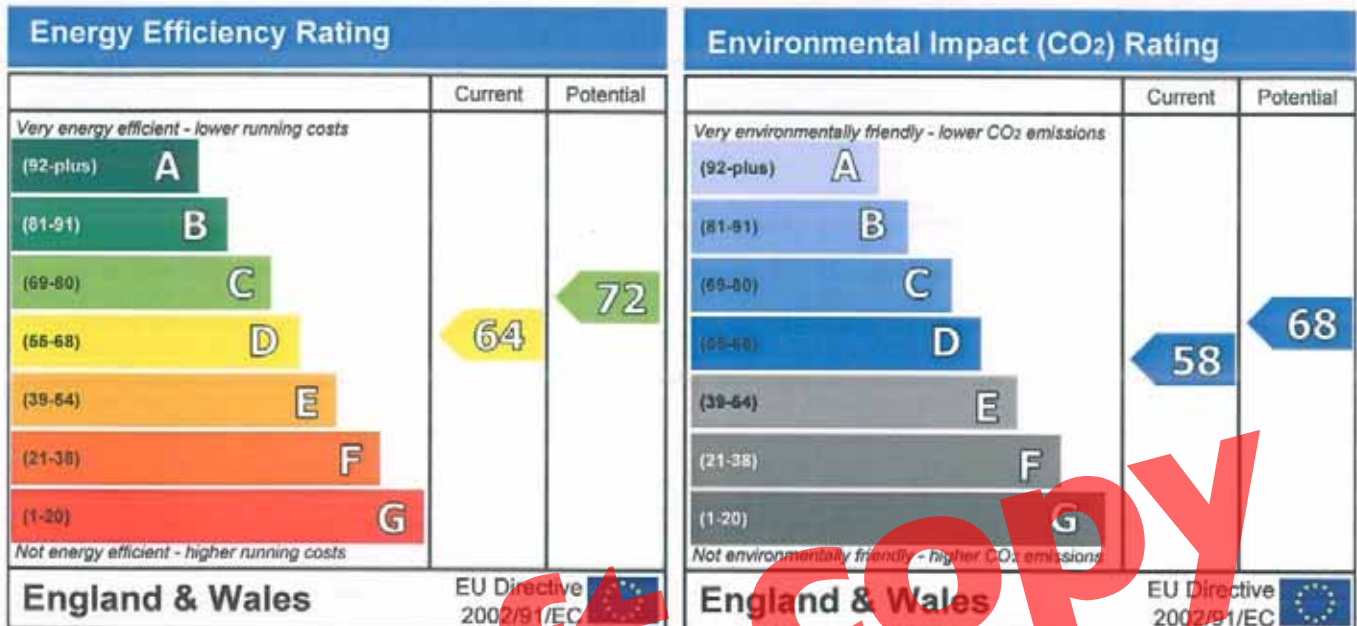 Energy Efficiency Rating
Current Potential
Very energy efficient - lower running costs
(92-plus) A
(81-91) B
(69-80) C
72
(55-68) D
64
(39-54) E
(21-38) F
(1-20) G
Not energy efficient - higher running costs
England & Wales
EU Directive
2002/91/EC
Environmental Impact (CO2) Rating
Current Potential
Very environmentally friendly - lower CO2 emissions
(92-plus) A
(81-91) B
(69-80) C
(55-68) D
68
58
(39-54) E
(21-38) F
(1-20) G
Not environmentally friendly - higher CO2 emissions
England & Wales
EU Directive
2002/91/EC
copy